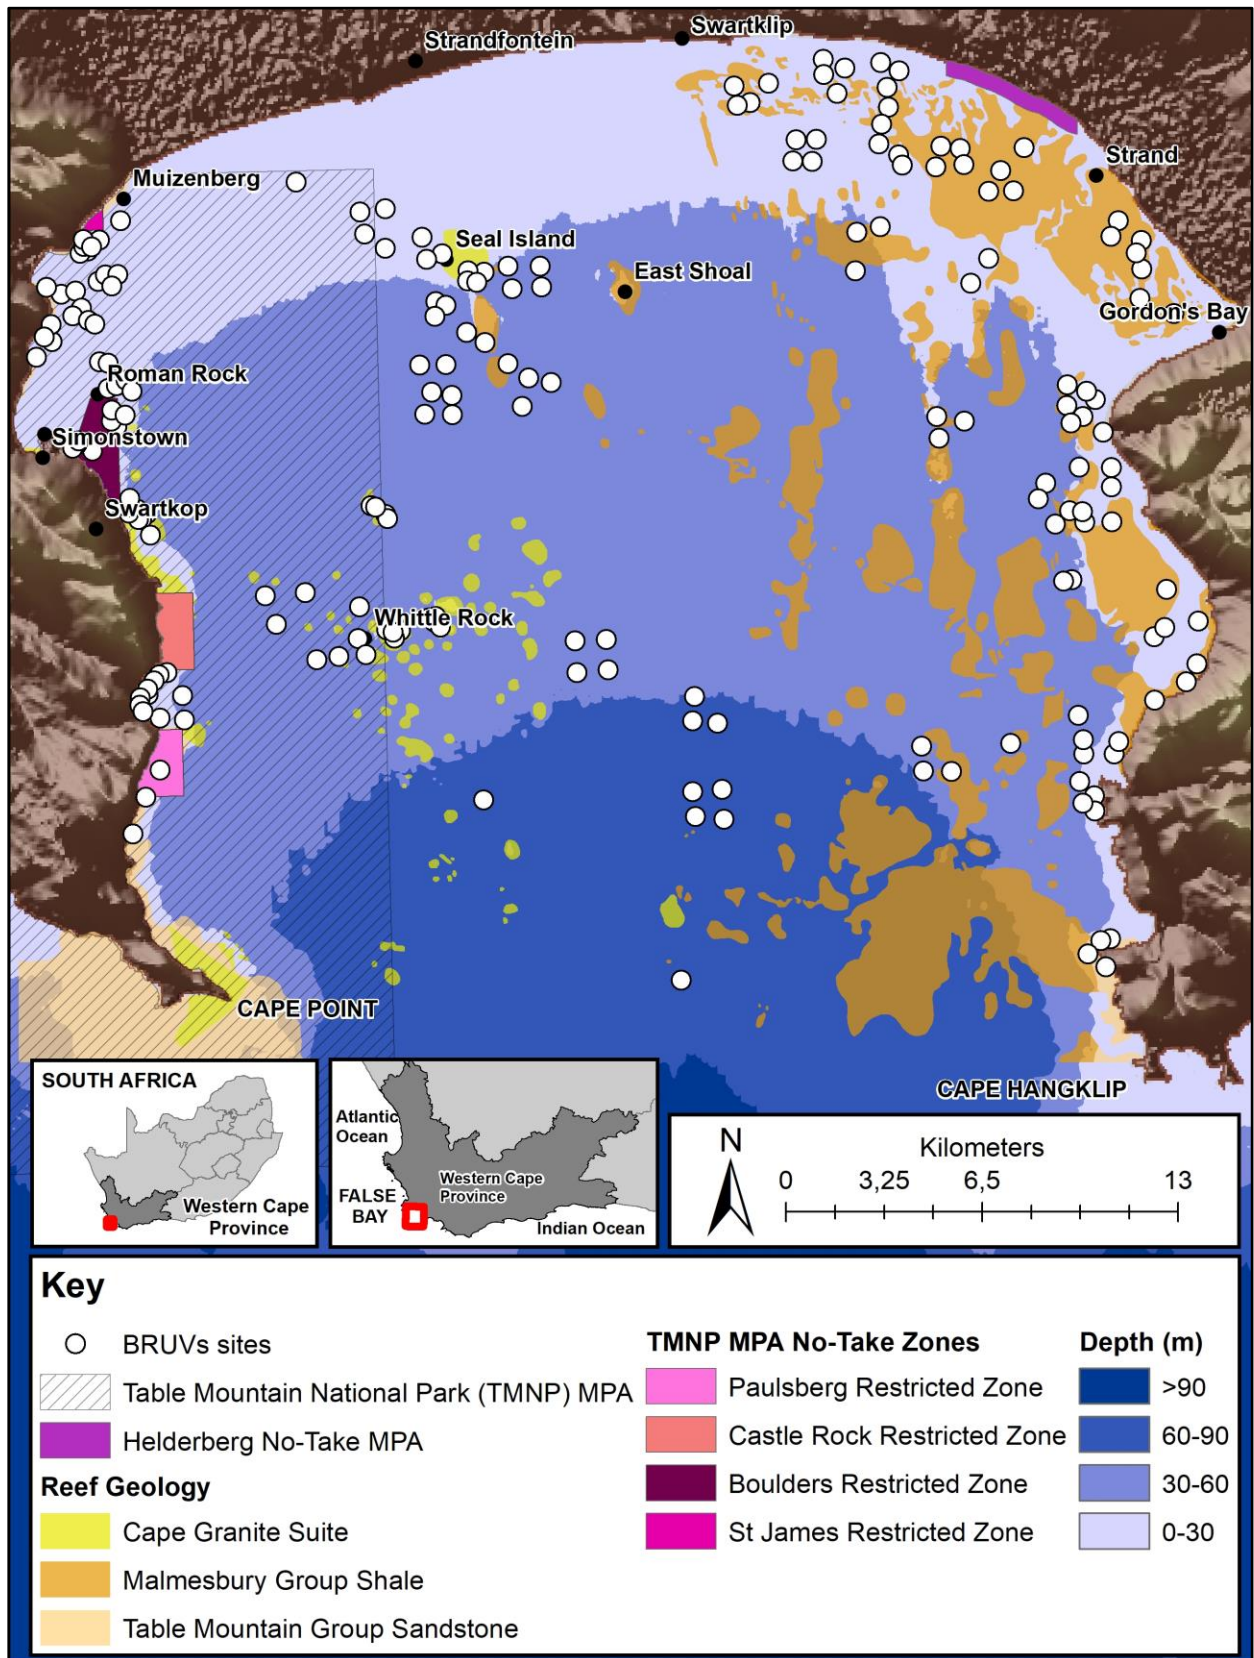 Swartklip
Strandfontein
Strand
Muizenberg
Seal Island
East Shoal
Gordon's Bay
Roman Rock
Simonstown
Swartkop
Whittle Rock
CAPE POINT
CAPE HANGKLIP
SOUTH AFRICA
Western Cape
Province
Atlantic
Ocean
Western Cape
Province
FALSE
BAY
Indian Ocean
N
Kilometers
0 3,25 6,5 13
Key
BRUVs sites
Table Mountain National Park (TMNP) MPA
Helderberg No-Take MPA
Reef Geology
Cape Granite Suite
Malmesbury Group Shale
Table Mountain Group Sandstone
TMNP MPA No-Take Zones
Paulsberg Restricted Zone
Castle Rock Restricted Zone
Boulders Restricted Zone
St James Restricted Zone
Depth (m)
>90
60-90
30-60
0-30